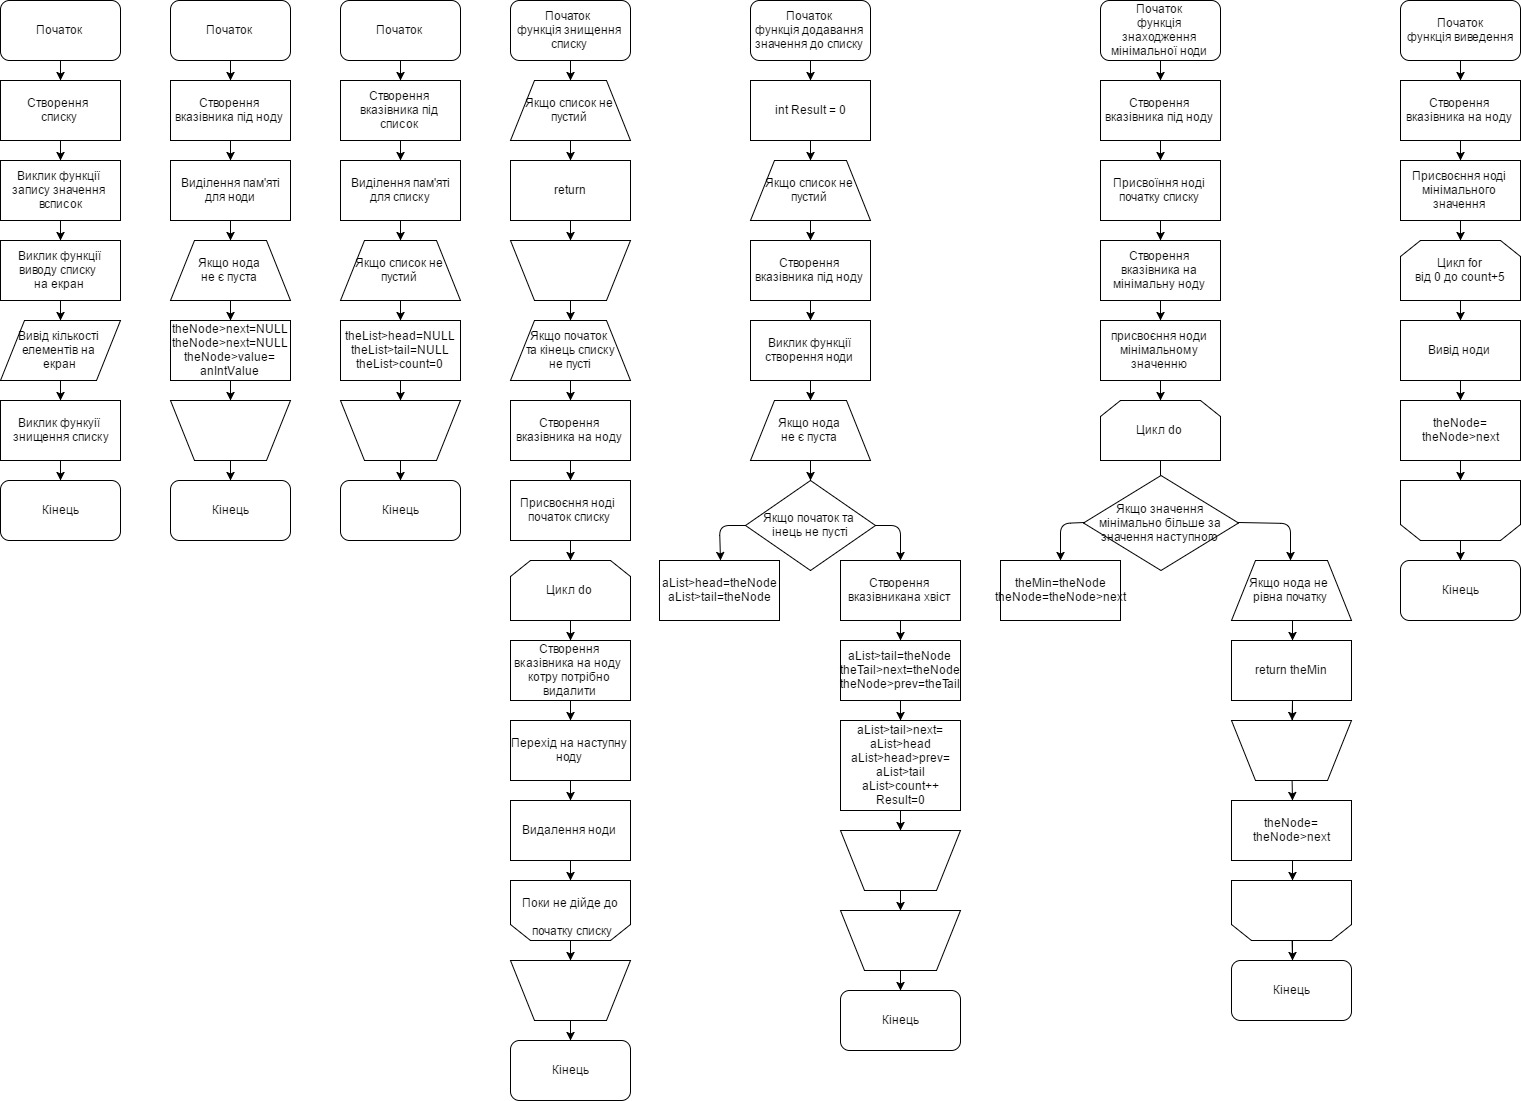 Початок
Створення
списку
Виклик функції
запису значення
всписок
Виклик функції
виводу списку
на екран
Вивід кількості
елементів на
екран
Виклик функуїї
знищення списку
Кінець
Початок
Створення
вказівника під ноду
Виділення пам'яті
для ноди
Якщо нода
не є пуста
theNode>next=NULL
theNode>next=NULL
theNode>value=
anIntValue
Кінець
Початок
Створення
вказівника під
список
Виділення пам'яті
для списку
Якщо список не
пустий
theList>head=NULL
theList>tail=NULL
theList>count=0
Кінець
Початок
функція знищення
списку
Якщо список не
пустий
return
Якщо початок
та кінець списку
не пусті
Створення
вказівника на ноду
Присвоєння ноді
початок списку
Цикл do
Створення
вказівника на ноду
котру потрібно
видалити
Перехід на наступну
ноду
Видалення ноди
Поки не дійде до
початку списку
Кінець
Початок
функція додавання
значення до списку
int Result = 0
Якщо список не
пустий
Створення
вказівника під ноду
Виклик функції
створення ноди
Якщо нода
не є пуста
Якщо початок та
інець не пусті
aList>head=theNode
aList>tail=theNode
Створення
вказівникана хвіст
aList>tail=theNode
theTail>next=theNode
theNode>prev=theTail
aList>tail>next=
aList>head
aList>head>prev=
aList>tail
aList>count++
Result=0
Кінець
Початок
функція
знаходження
мінімальної ноди
Створення
вказівника під ноду
Присвоїння ноді
початку списку
Створення
вказівника на
мінімальну ноду
присвоєння ноди
мінімальному
значенню
Цикл do
Якщо значення
мінімально більше за
значення наступного
theMin=theNode
theNode=theNode>next
Якщо нода не
рівна початку
return theMin
theNode=
theNode>next
Кінець
Початок
функція виведення
Створення
вказівника на ноду
Присвоєння ноді
мінімального
значення
Цикл for
від 0 до count+5
Вивід ноди
theNode=
theNode>next
Кінець